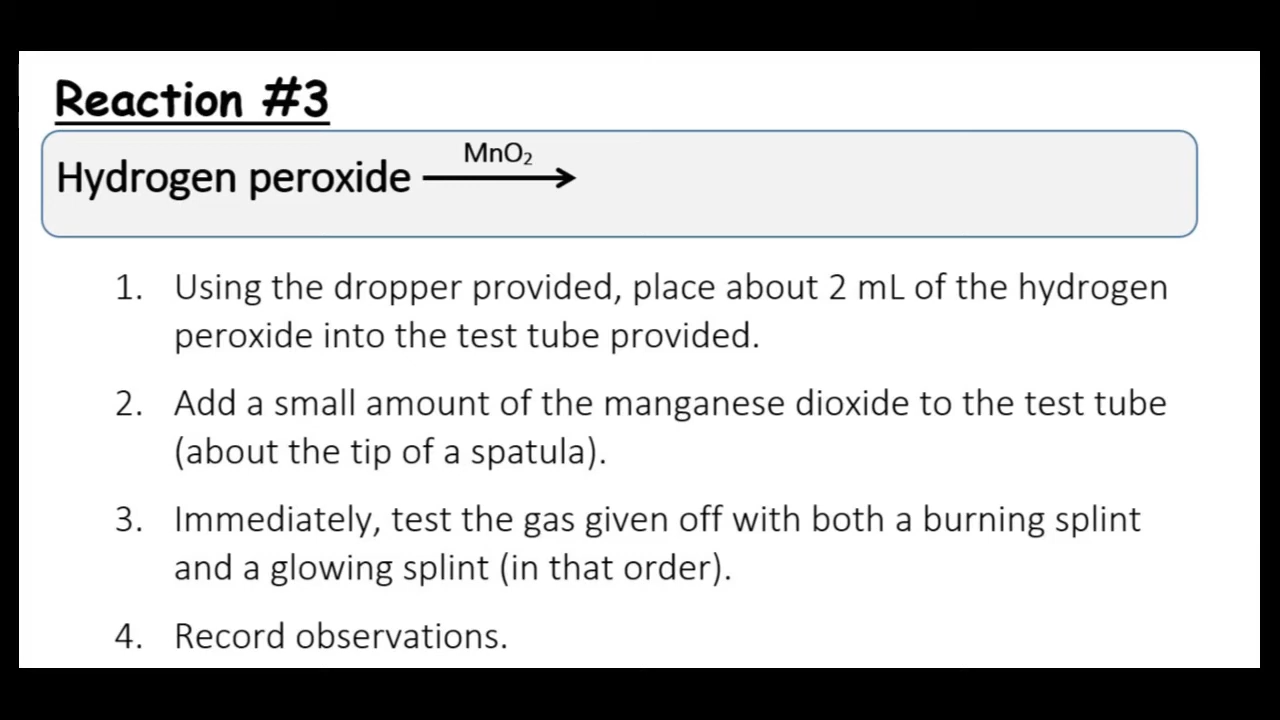 Reaction #3
MnO₂
Hydrogen peroxide
1. Using the dropper provided, place about 2 mL of the hydrogen
peroxide into the test tube provided.
2. Add a small amount of the manganese dioxide to the test tube
(about the tip of a spatula).
3. Immediately, test the gas given off with both a burning splint
and a glowing splint (in that order).
4. Record observations.